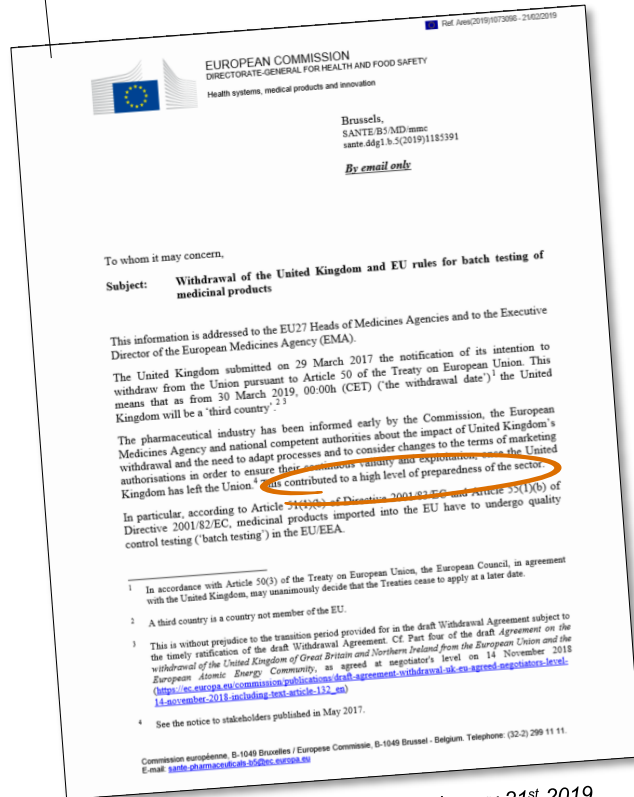 Ref. Ares(2019)1073098 - 21/02/2019
EUROPEAN COMMISSION
DIRECTORATE-GENERAL FOR HEALTH AND FOOD SAFETY
Health systems, medical products and innovation
Brussels,
SANTE/B5/MD/mmc
sante.ddg1.b.5(2019)1185391
By email only
To whom it may concern,
Subject: Withdrawal of the United Kingdom and EU rules for batch testing of
medicinal products
This information is addressed to the EU27 Heads of Medicines Agencies and to the Executive
Director of the European Medicines Agency (EMA).
The United Kingdom submitted on 29 March 2017 the notification of its intention to
withdraw from the Union pursuant to Article 50 of the Treaty on European Union. This
means that as from 30 March 2019, 00:00h (CET) ('the withdrawal date')1 the United
Kingdom will be a 'third country'.2 3
The pharmaceutical industry has been informed early by the Commission, the European
Medicines Agency and national competent authorities about the impact of United Kingdom's
withdrawal and the need to adapt processes and to consider changes to the terms of marketing
authorisations in order to ensure their continuous validity and exploitation, once the United
Kingdom has left the Union.4 This contributed to a high level of preparedness of the sector.
In particular, according to Article 51(1)(b) of Directive 2001/83/EC and Article 55(1)(b) of
Directive 2001/82/EC, medicinal products imported into the EU have to undergo quality
control testing ('batch testing') in the EU/EEA.
1 In accordance with Article 50(3) of the Treaty on European Union, the European Council, in agreement
with the United Kingdom, may unanimously decide that the Treaties cease to apply at a later date.
2 A third country is a country not member of the EU.
3 This is without prejudice to the transition period provided for in the draft Withdrawal Agreement subject to
the timely ratification of the draft Withdrawal Agreement. Cf. Part four of the draft Agreement on the
withdrawal of the United Kingdom of Great Britain and Northern Ireland from the European Union and the
European Atomic Energy Community, as agreed at negotiator's level on 14 November 2018
(https://ec.europa.eu/commission/publications/draft-agreement-withdrawal-uk-eu-agreed-negotiators-level-
14-november-2018-including-text-article-132_en)
4 See the notice to stakeholders published in May 2017.
Commission européenne, B-1049 Bruxelles / Europese Commissie, B-1049 Brussel - Belgium. Telephone: (32-2) 299 11 11.
E-mail: sante-pharmaceuticals-b5@ec.europa.eu
21st 2019